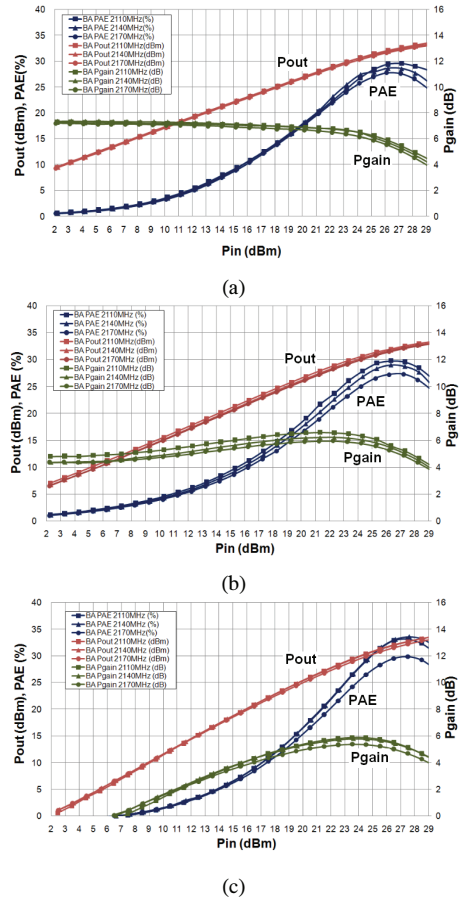 BA PAE 2110MHz(%)
BA PAE 2140MHz(%)
BA PAE 2170MHz(%)
BA Pout 2110MHz(dBm)
BA Pout 2140MHz(dBm)
BA Pout 2170MHz(dBm)
BA Pgain 2110MHz (dB)
BA Pgain 2140MHz (dB)
BA Pgain 2170MHz (dB)
Pout (dBm), PAE(%)
40
35
30
25
20
15
10
5
0
Pout
PAE
Pgain
16
14
12
10
8
6
4
2
0
Pgain (dB)
2 3 4 5 6 7 8 9 10 11 12 13 14 15 16 17 18 19 20 21 22 23 24 25 26 27 28 29
Pin (dBm)
(a)
BA PAE 2110MHz (%)
BA PAE 2140MHz (%)
BA PAE 2170MHz (%)
BA Pout 2110MHz(dBm)
BA Pout 2140MHz (dBm)
BA Pout 2170MHz (dBm)
BA Pgain 2110MHz (dB)
BA Pgain 2140MHz (dB)
BA Pgain 2170MHz (dB)
Pout (dBm), PAE (%)
40
35
30
25
20
15
10
5
0
Pout
PAE
Pgain
16
14
12
10
8
6
4
2
0
Pgain (dB)
2 3 4 5 6 7 8 9 10 11 12 13 14 15 16 17 18 19 20 21 22 23 24 25 26 27 28 29
Pin (dBm)
(b)
BA PAE 2110MHz (%)
BA PAE 2140MHz (%)
BA PAE 2170MHz(%)
BA Pout 2110MHz (dBm)
BA Pout 2140MHz (dBm)
BA Pout 2170MHz (dBm)
BA Pgain 2110MHz (dB)
BA Pgain 2140MHz (dB)
BA Pgain 2170MHz (dB)
Pout (dBm), PAE (%)
40
35
30
25
20
15
10
5
0
Pout
PAE
Pgain
16
14
12
10
8
6
4
2
0
Pgain (dB)
2 3 4 5 6 7 8 9 10 11 12 13 14 15 16 17 18 19 20 21 22 23 24 25 26 27 28 29
Pin (dBm)
(c)